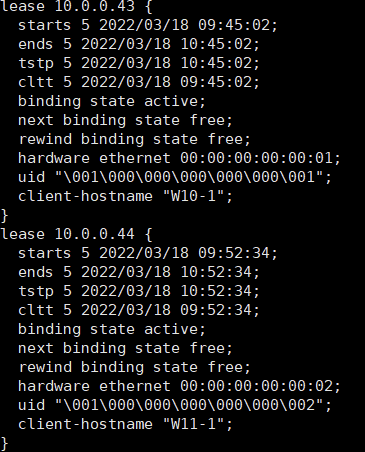 lease 10.0.0.43 {
  starts 5 2022/03/18 09:45:02;
  ends 5 2022/03/18 10:45:02;
  tstp 5 2022/03/18 10:45:02;
  cltt 5 2022/03/18 09:45:02;
  binding state active;
  next binding state free;
  rewind binding state free;
  hardware ethernet 00:00:00:00:00:01;
  uid "\001\000\000\000\000\000\001";
  client-hostname "W10-1";
}
lease 10.0.0.44 {
  starts 5 2022/03/18 09:52:34;
  ends 5 2022/03/18 10:52:34;
  tstp 5 2022/03/18 10:52:34;
  cltt 5 2022/03/18 09:52:34;
  binding state active;
  next binding state free;
  rewind binding state free;
  hardware ethernet 00:00:00:00:00:02;
  uid "\001\000\000\000\000\000\002";
  client-hostname "W11-1";
}